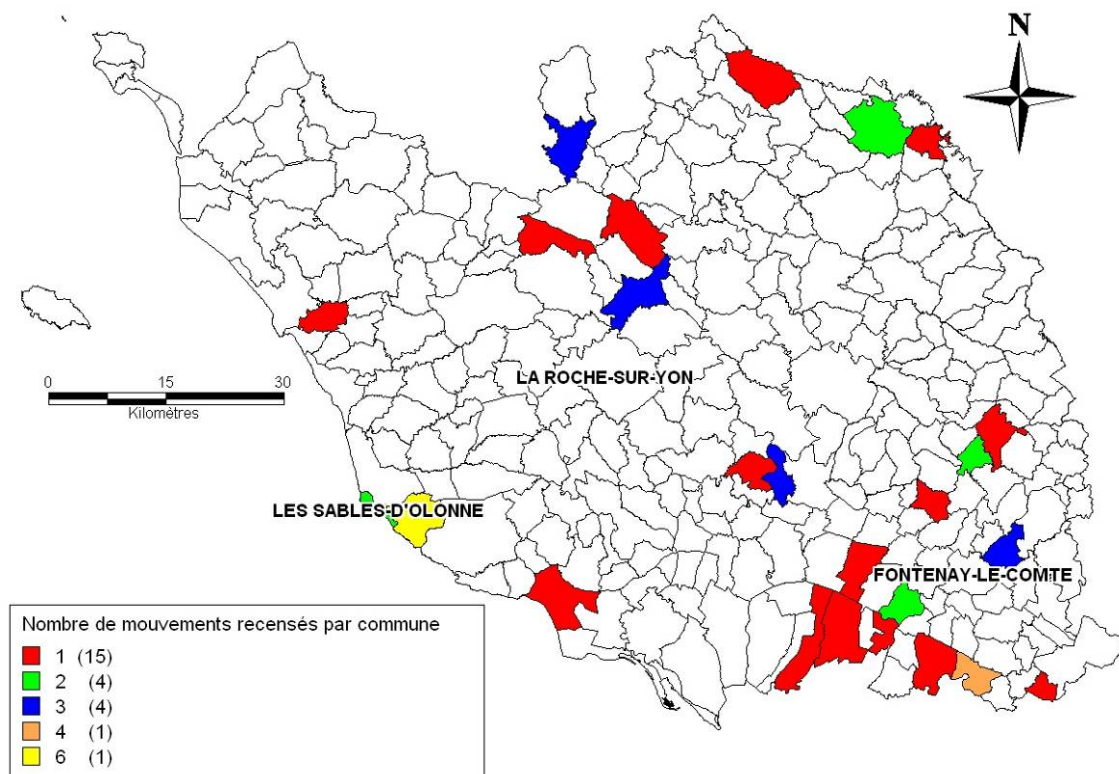 N
0 15 30
Kilomètres
LA ROCHE-SUR-YON
LES SABLES-D'OLONNE
FONTENAY-LE-COMTE
Nombre de mouvements recensés par commune
1 (15)
2 (4)
3 (4)
4 (1)
6 (1)